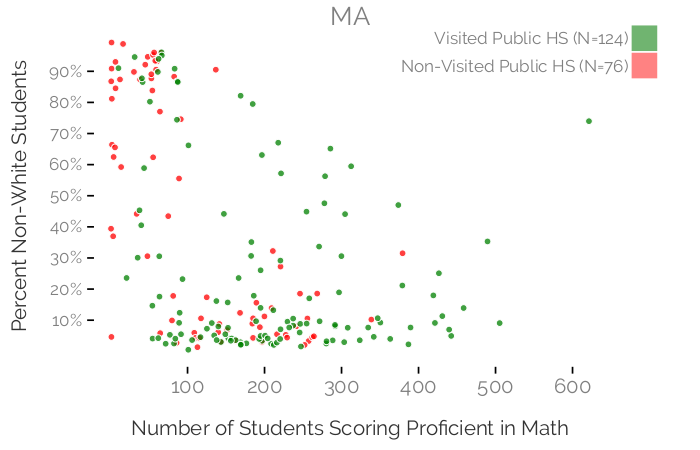 MA
Visited Public HS (N=124)
Non-Visited Public HS (N=76)
Percent Non-White Students
90%
80%
70%
60%
50%
40%
30%
20%
10%
100 200 300 400 500 600
Number of Students Scoring Proficient in Math